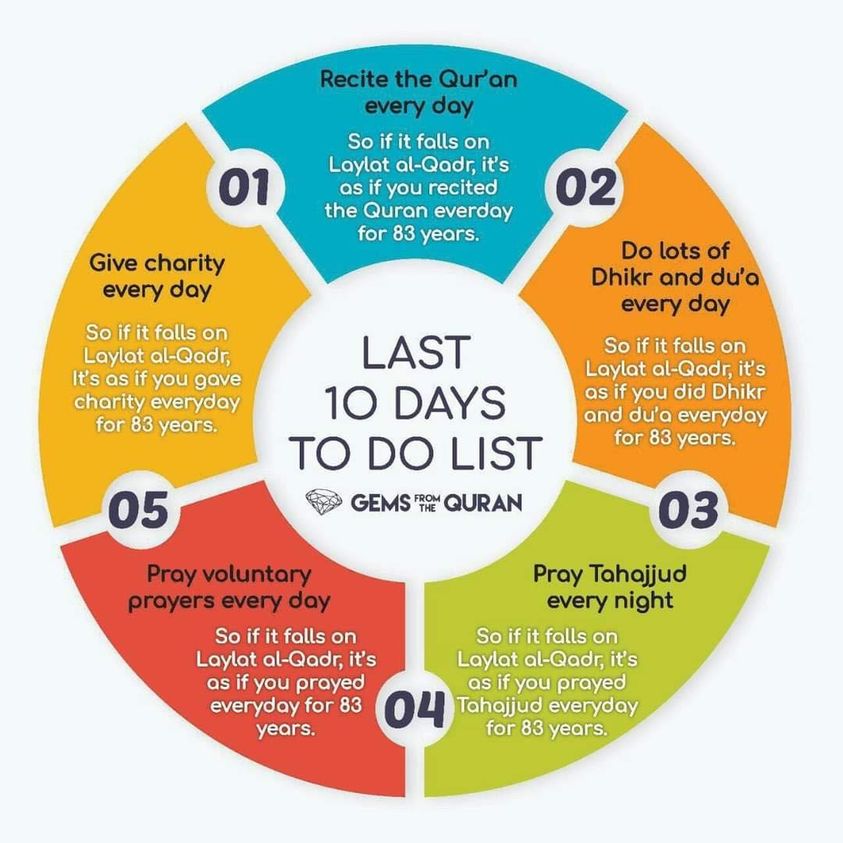 LAST
10 DAYS
TO DO LIST
GEMS FROM THE QURAN
01
Recite the Qur'an
every day
So if it falls on
Laylat al-Qadr, it's
as if you recited
the Quran everday
for 83 years.
02
Do lots of
Dhikr and du'a
every day
So if it falls on
Laylat al-Qadr, it's
as if you did Dhikr
and du'a everyday
for 83 years.
03
Pray Tahajjud
every night
So if it falls on
Laylat al-Qadr, it's
as if you prayed
Tahajjud everyday
for 83 years.
04
Pray voluntary
prayers every day
So if it falls on
Laylat al-Qadr, it's
as if you prayed
everyday for 83
years.
05
Give charity
every day
So if it falls on
Laylat al-Qadr,
It's as if you gave
charity everyday
for 83 years.